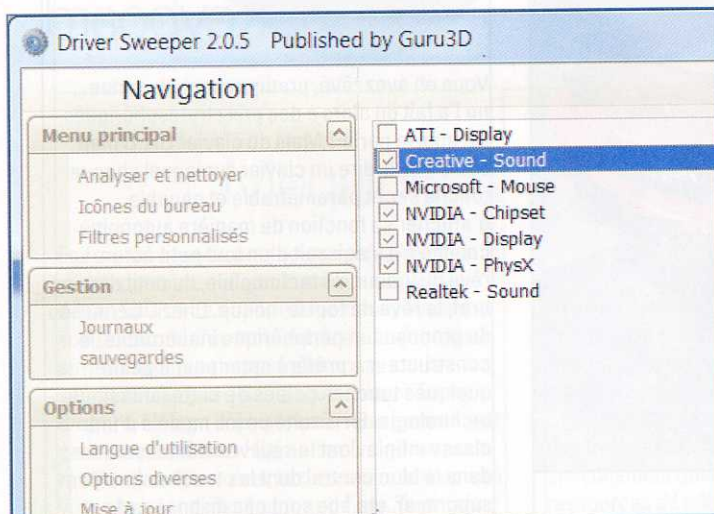 Driver Sweeper 2.0.5 Published by Guru3D
Navigation
Menu principal
Analyser et nettoyer
Icônes du bureau
Filtres personnalisés
Gestion
Journaux
sauvegardes
Options
Langue d'utilisation
Options diverses
Mise à jour
ATI - Display
Creative - Sound
Microsoft - Mouse
NVIDIA - Chipset
NVIDIA - Display
NVIDIA - PhysX
Realtek - Sound